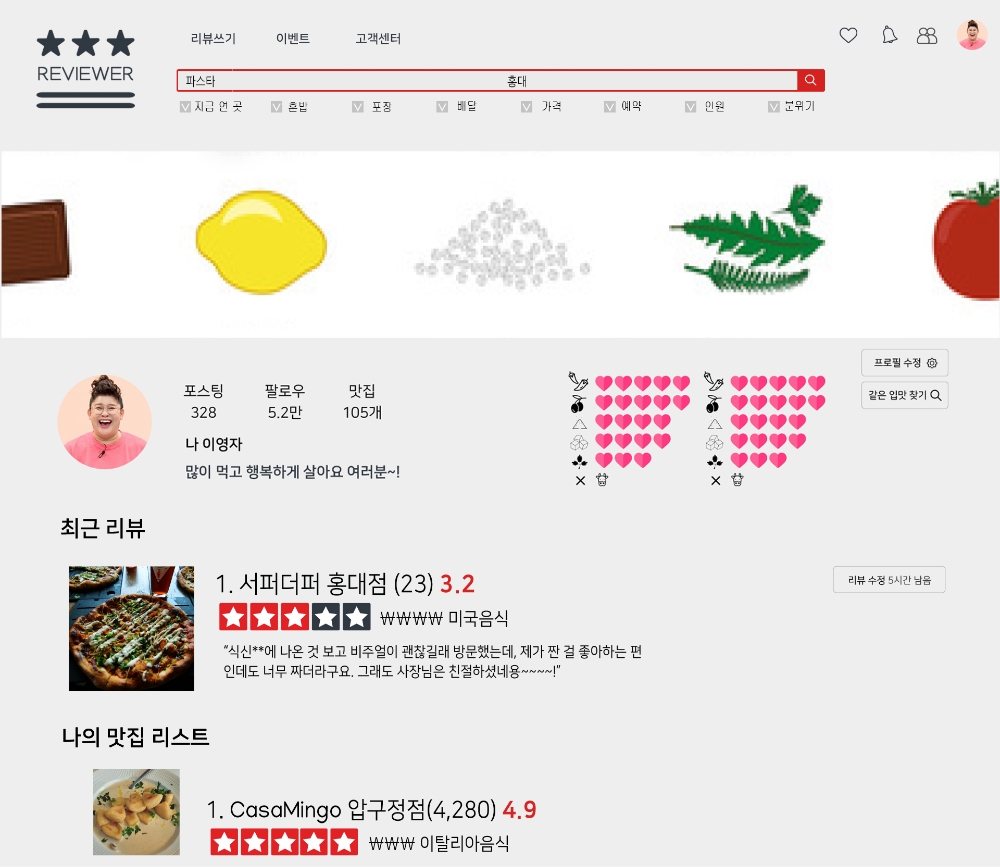 REVIEWER
리뷰쓰기 이벤트 고객센터
파스타 홍대
지금 연 곳 혼밥 포장 배달 가격 예약 인원 분위기
프로필 수정
같은 입맛 찾기
포스팅 팔로우 맛집
328 5.2만 105개
나 이영자
많이 먹고 행복하게 살아요 여러분~!
최근 리뷰
1. 서퍼더퍼 홍대점 (23) 3.2
₩₩₩₩ 미국음식
리뷰 수정 5시간 남음
“식신**에 나온 것 보고 비주얼이 괜찮길래 방문했는데, 제가 짠 걸 좋아하는 편
인데도 너무 짜더라구요. 그래도 사장님은 친절하셨네용~~~~!”
나의 맛집 리스트
1. CasaMingo 압구정점(4,280) 4.9
₩₩₩ 이탈리아음식